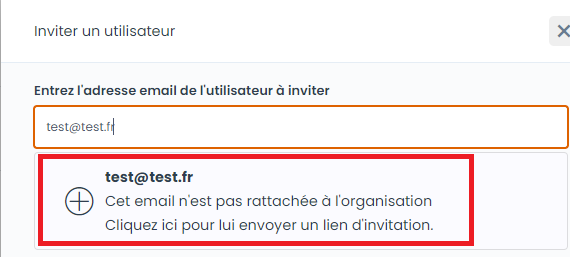 Inviter un utilisateur
Entrez l'adresse email de l'utilisateur à inviter
test@test.fr
test@test.fr
Cet email n'est pas rattachée à l'organisation
Cliquez ici pour lui envoyer un lien d'invitation.